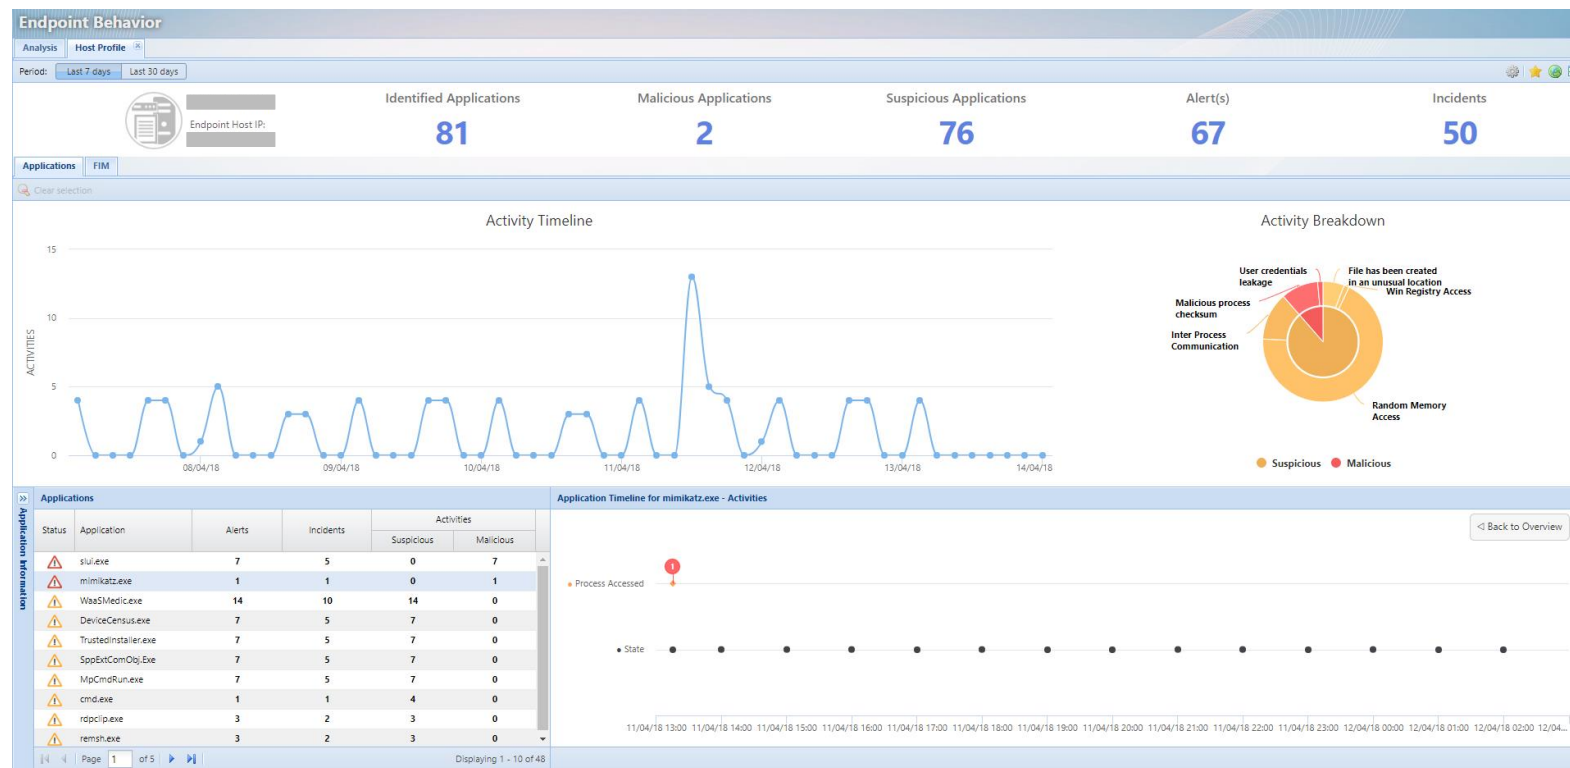 Endpoint Behavior
Analysis Host Profile
Period: Last 7 days Last 30 days
Endpoint Host IP:
Identified Applications
81
Malicious Applications
2
Suspicious Applications
76
Alert(s)
67
Incidents
50
Applications FIM
Clear selection
Activity Timeline
15
10
5
0
ACTIVITIES
08/04/18 09/04/18 10/04/18 11/04/18 12/04/18 13/04/18 14/04/18
Activity Breakdown
User credentials
leakage
File has been created
in an unusual location
Win Registry Access
Malicious process
checksum
Inter Process
Communication
Random Memory
Access
Suspicious Malicious
Application Information
Applications
Status Application Alerts Incidents Activities
Suspicious Malicious
slui.exe 7 5 0 7
mimikatz.exe 1 1 0 1
WaaSMedic.exe 14 10 14 0
DeviceCensus.exe 7 5 7 0
TrustedInstaller.exe 7 5 7 0
SppExtComObj.Exe 7 5 7 0
MpCmdRun.exe 7 5 7 0
cmd.exe 1 1 4 0
rdpclip.exe 3 2 3 0
remsh.exe 3 2 3 0
Page 1 of 5 Displaying 1 - 10 of 48
Application Timeline for mimikatz.exe - Activities
Back to Overview
1
Process Accessed
State
11/04/18 13:00 11/04/18 14:00 11/04/18 15:00 11/04/18 16:00 11/04/18 17:00 11/04/18 18:00 11/04/18 19:00 11/04/18 20:00 11/04/18 21:00 11/04/18 22:00 11/04/18 23:00 12/04/18 00:00 12/04/18 01:00 12/04/18 02:00 12/04...